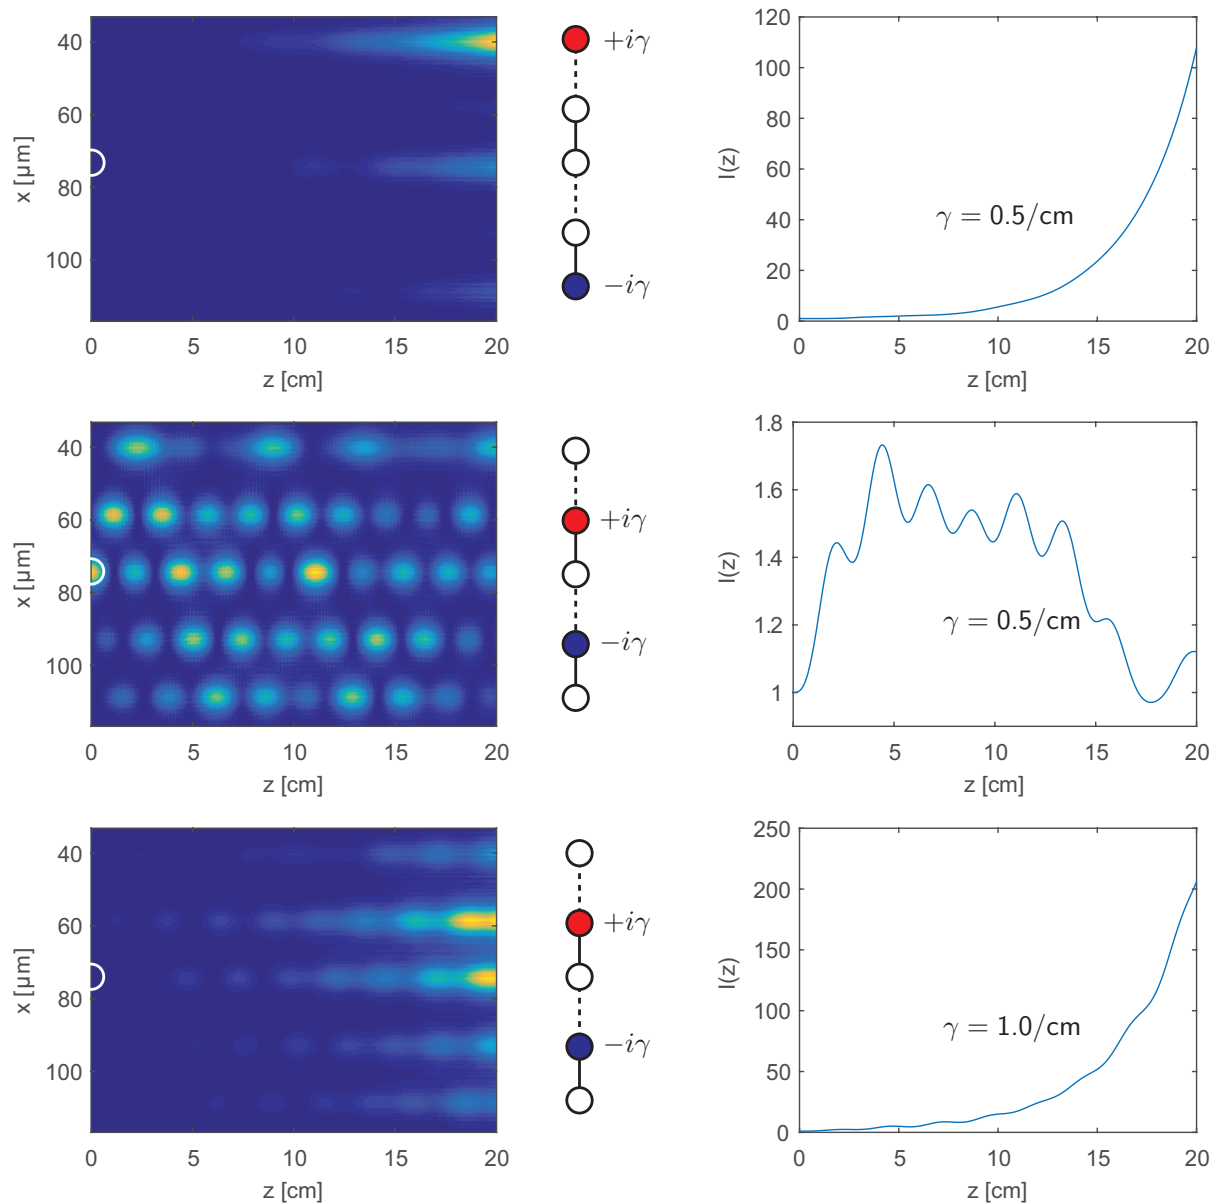 40
60
80
100
x [µm]
0 5 10 15 20
z [cm]
+iγ
−iγ
120
100
80
60
40
20
0
I(z)
γ = 0.5/cm
0 5 10 15 20
z [cm]
40
60
80
100
x [µm]
0 5 10 15 20
z [cm]
+iγ
−iγ
1.8
1.6
1.4
1.2
1
I(z)
γ = 0.5/cm
0 5 10 15 20
z [cm]
40
60
80
100
x [µm]
0 5 10 15 20
z [cm]
+iγ
−iγ
250
200
150
100
50
0
I(z)
γ = 1.0/cm
0 5 10 15 20
z [cm]